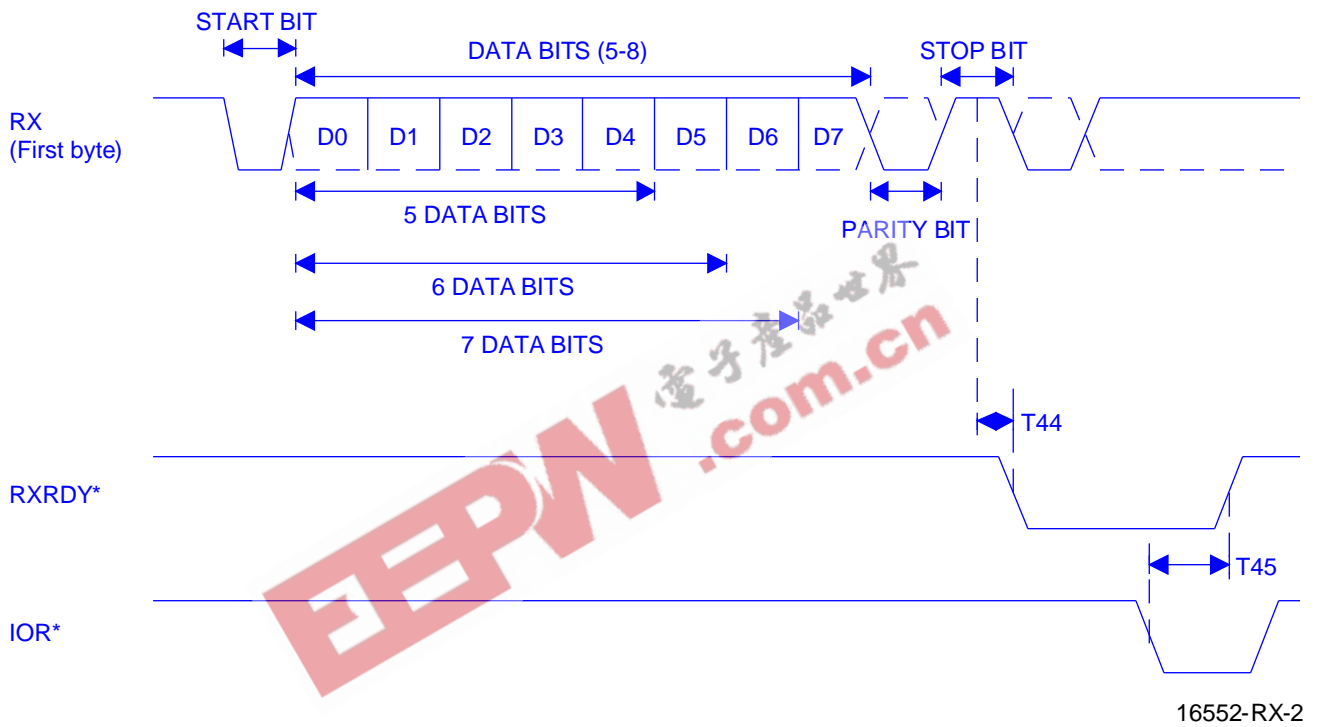 START BIT
DATA BITS (5-8)
STOP BIT
RX
(First byte)
D0 D1 D2 D3 D4 D5 D6 D7
5 DATA BITS
PARITY BIT
6 DATA BITS
7 DATA BITS
電子產品世界
EEPW.com.cn
T44
RXRDY*
T45
IOR*
16552-RX-2